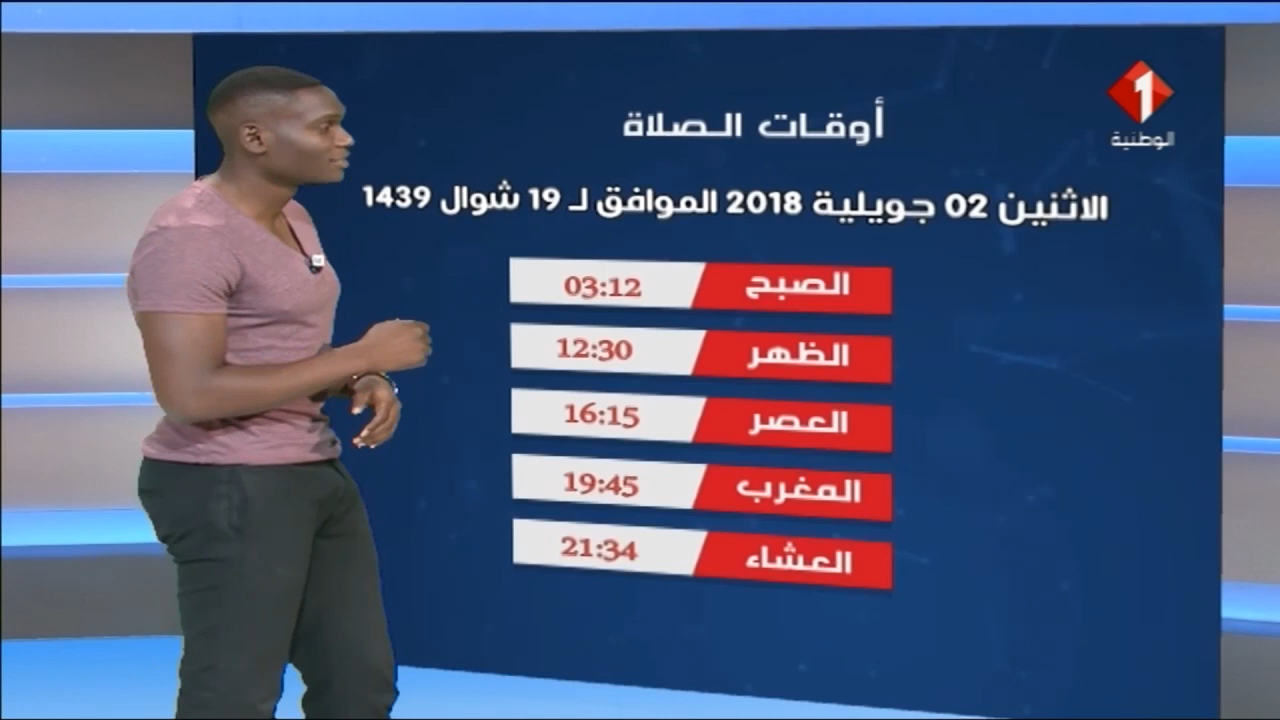 1
الوطنية
أوقات الصلاة
الاثنين 02 جويلية 2018 الموافق لـ 19 شوال 1439
الصبح 03:12
الظهر 12:30
العصر 16:15
المغرب 19:45
العشاء 21:34